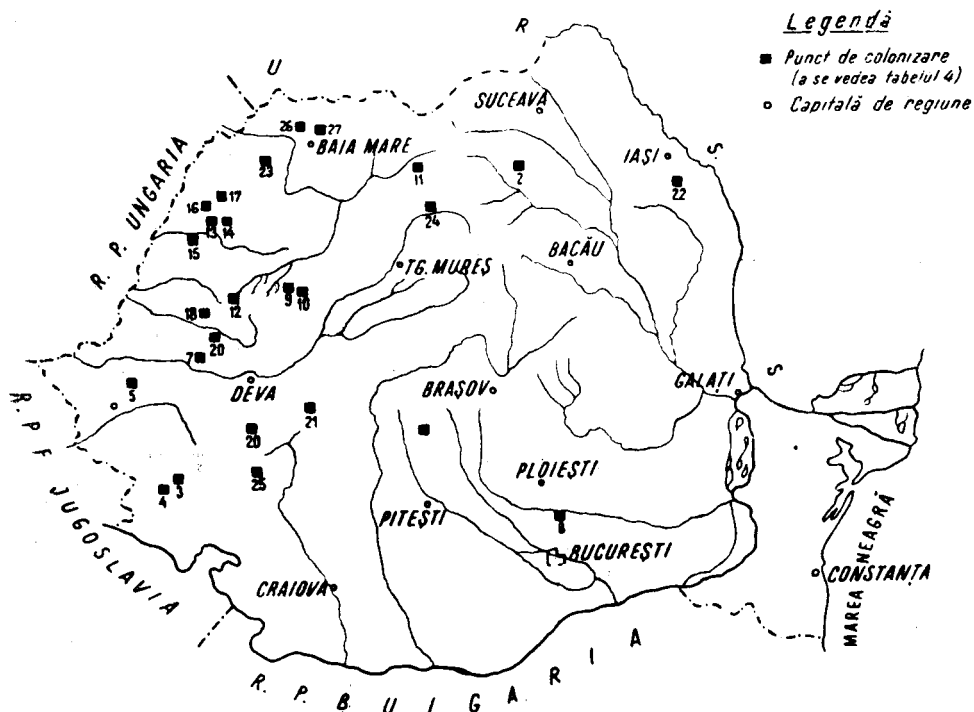 Legendă
Punct de colonizare
(a se vedea tabelul 4)
Capitală de regiune
U
R
S.
S
SUCEAVA
26
27
BAIA MARE
IAȘI
R. P. UNGARIA
23
11
2
22
17
16
24
13
14
15
BACĂU
TG. MUREȘ
9
10
12
18
20
7
5
DEVA
BRAȘOV
GALAȚI
21
20
R. P. F. JUGOSLAVIA
PLOIEȘTI
25
3
4
PITEȘTI
BUCUREȘTI
CRAIOVA
CONSTANȚA
MAREA NEAGRĂ
R. P. BUIGARIA